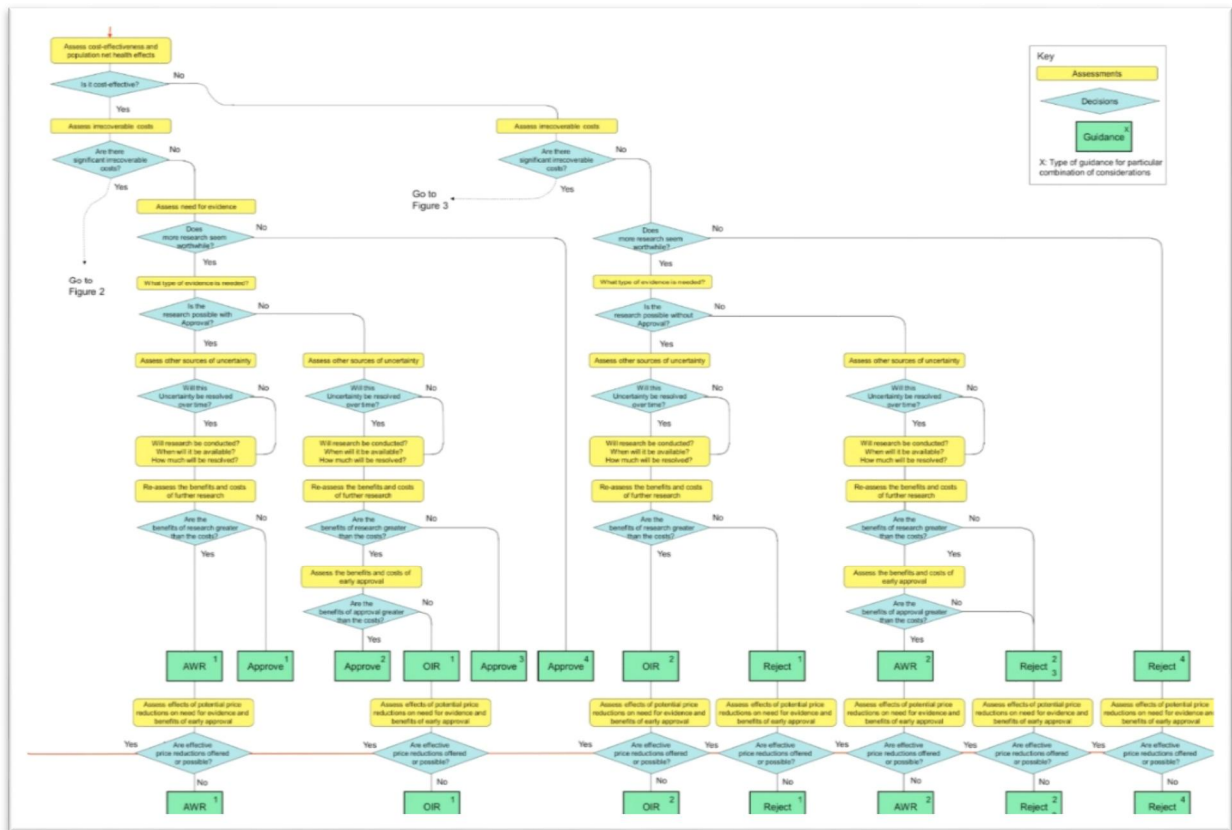 Assess cost-effectiveness and
population net health effects
Is it cost-effective?
No
Yes
Assess irrecoverable costs
Are there
significant irrecoverable
costs?
No
Yes
Go to
Figure 2
Assess irrecoverable costs
Are there
significant irrecoverable
costs?
No
Yes
Go to
Figure 3
Key
Assessments
Decisions
Guidance X
X: Type of guidance for particular
combination of considerations
Assess need for evidence
Does
more research seem
worthwhile?
No
Yes
Does
more research seem
worthwhile?
No
Yes
What type of evidence is needed?
Is the
research possible with
Approval?
No
Yes
What type of evidence is needed?
Is the
research possible without
Approval?
No
Yes
Assess other sources of uncertainty
Will this
Uncertainty be resolved
over time?
No
Yes
Will research be conducted?
When will it be available?
How much will be resolved?
Re-assess the benefits and costs
of further research
Are the
benefits of research greater
than the costs?
No
Yes
Assess other sources of uncertainty
Will this
Uncertainty be resolved
over time?
No
Yes
Will research be conducted?
When will it be available?
How much will be resolved?
Re-assess the benefits and costs
of further research
Are the
benefits of research greater
than the costs?
No
Yes
Assess the benefits and costs of
early approval
Are the
benefits of approval greater
than the costs?
No
Yes
Assess other sources of uncertainty
Will this
Uncertainty be resolved
over time?
No
Yes
Will research be conducted?
When will it be available?
How much will be resolved?
Re-assess the benefits and costs
of further research
Are the
benefits of research greater
than the costs?
No
Yes
Assess other sources of uncertainty
Will this
Uncertainty be resolved
over time?
No
Yes
Will research be conducted?
When will it be available?
How much will be resolved?
Re-assess the benefits and costs
of further research
Are the
benefits of research greater
than the costs?
No
Yes
Assess the benefits and costs of
early approval
Are the
benefits of approval greater
than the costs?
No
Yes
AWR 1
Approve 1
Approve 2
OIR 1
Approve 3
Approve 4
OIR 2
Reject 1
AWR 2
Reject 2 3
Reject 4
Assess effects of potential price
reductions on need for evidence and
benefits of early approval
Yes
Are effective
price reductions offered
or possible?
No
AWR 1
Assess effects of potential price
reductions on need for evidence and
benefits of early approval
Yes
Are effective
price reductions offered
or possible?
No
OIR 1
Assess effects of potential price
reductions on need for evidence and
benefits of early approval
Yes
Are effective
price reductions offered
or possible?
No
OIR 2
Assess effects of potential price
reductions on need for evidence and
benefits of early approval
Yes
Are effective
price reductions offered
or possible?
No
Reject 1
Assess effects of potential price
reductions on need for evidence and
benefits of early approval
Yes
Are effective
price reductions offered
or possible?
No
AWR 2
Assess effects of potential price
reductions on need for evidence and
benefits of early approval
Yes
Are effective
price reductions offered
or possible?
No
Reject 2
Assess effects of potential price
reductions on need for evidence and
benefits of early approval
Yes
Are effective
price reductions offered
or possible?
No
Reject 4